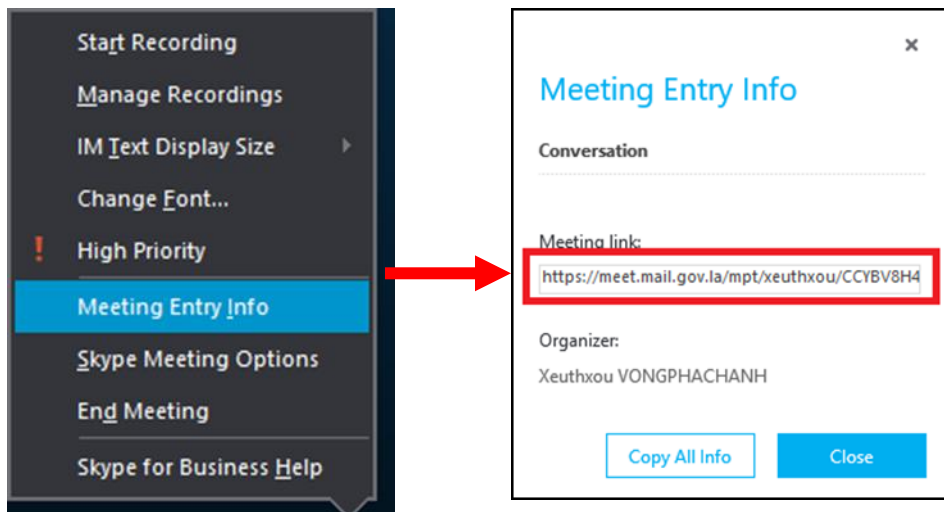 Start Recording
Manage Recordings
IM Text Display Size
Change Font...
! High Priority
Meeting Entry Info
Skype Meeting Options
End Meeting
Skype for Business Help
×
Meeting Entry Info
Conversation
Meeting link:
https://meet.mail.gov.la/mpt/xeuthxou/CCYBV8H4
Organizer:
Xeuthxou VONGPHACHANH
Copy All Info
Close